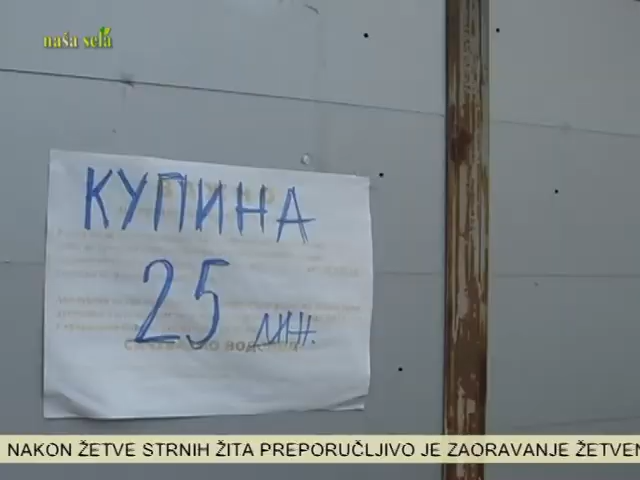 naša sela
КУПИНА
25 дин.
NAKON ŽETVE STRNIH ŽITA PREPORUČLJIVO JE ZAORAVANJE ŽETVEN